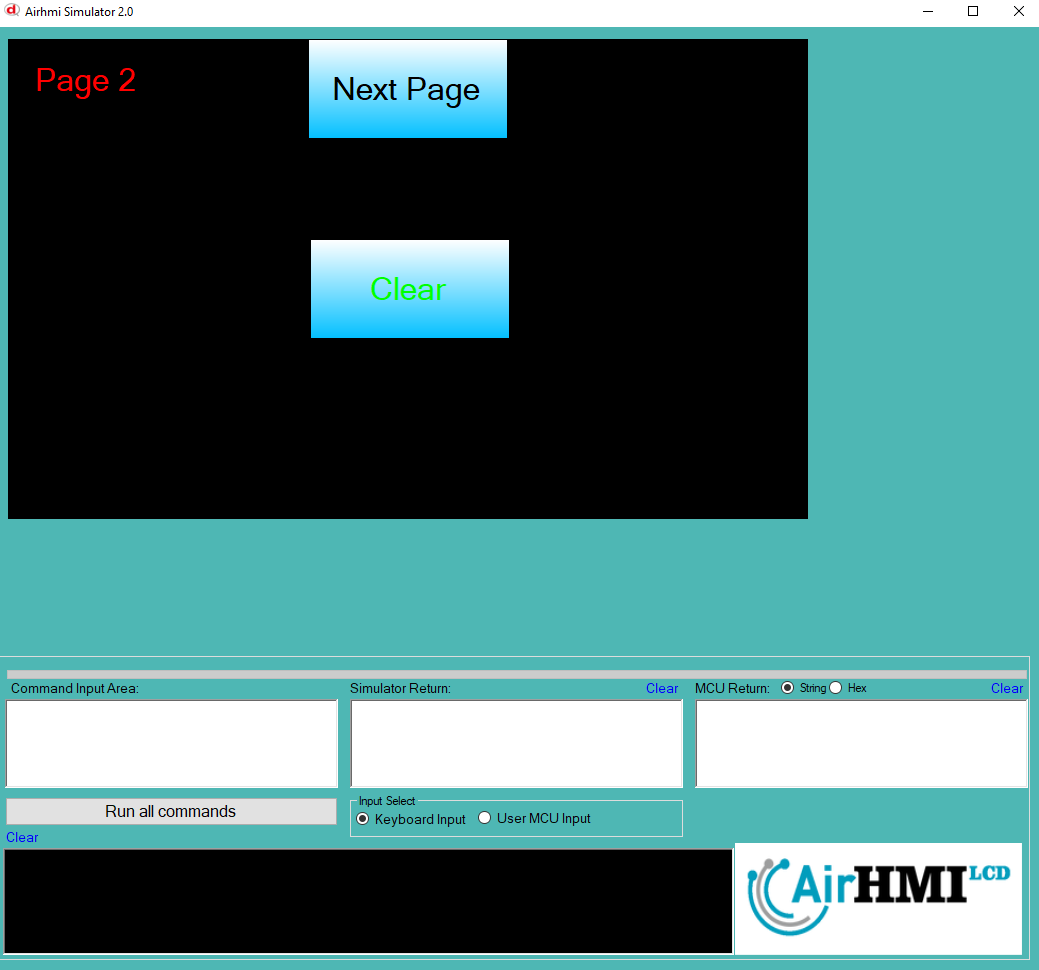 Airhmi Simulator 2.0
Page 2
Next Page
Clear
Command Input Area:
Simulator Return:
Clear
MCU Return:
String
Hex
Clear
Run all commands
Input Select
Keyboard Input
User MCU Input
Clear
AirHMI LCD